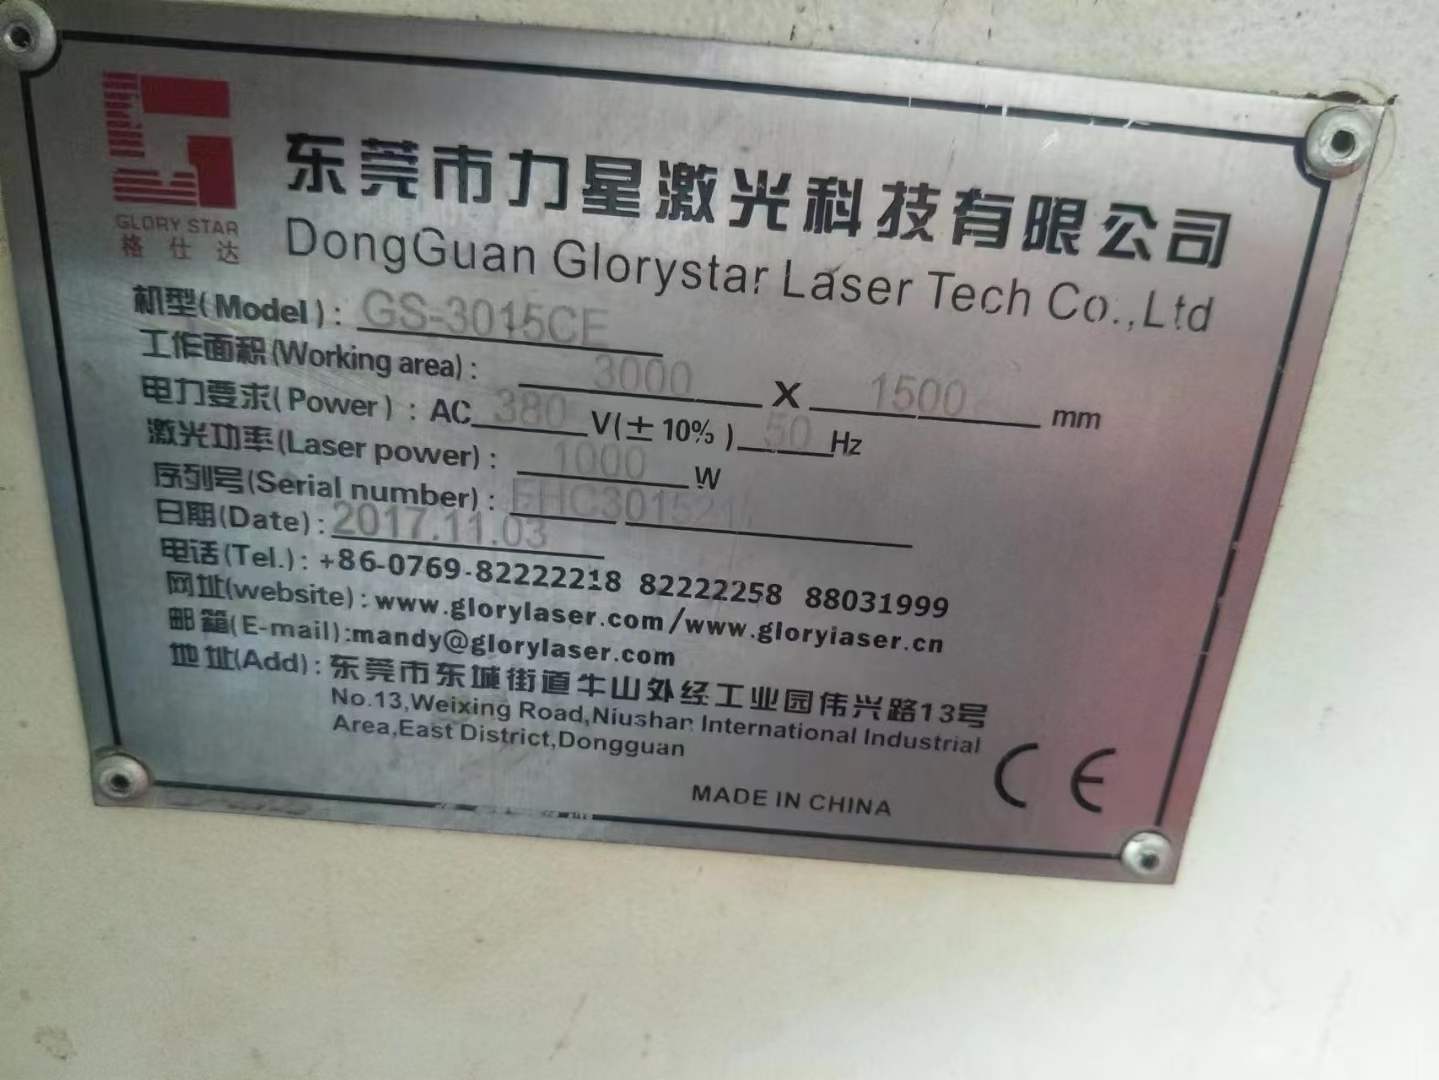 GLORY STAR
格仕达
东莞市力星激光科技有限公司
DongGuan Glorystar Laser Tech Co.,Ltd
机型(Model): GS-3015CE
工作面积(Working area): 3000 X 1500 mm
电力要求(Power): AC 380 V(±10%) 50 Hz
激光功率(Laser power): 1000 W
序列号(Serial number):
日期(Date): 2017.11.03
电话(Tel.): +86-0769-82222218 82222258 88031999
网址(website): www.glorylaser.com/www.glorylaser.cn
邮箱(E-mail):mandy@glorylaser.com
地址(Add): 东莞市东城街道牛山外经工业园伟兴路13号
No.13,Weixing Road,Niushan International Industrial
Area,East District,Dongguan
CE
MADE IN CHINA